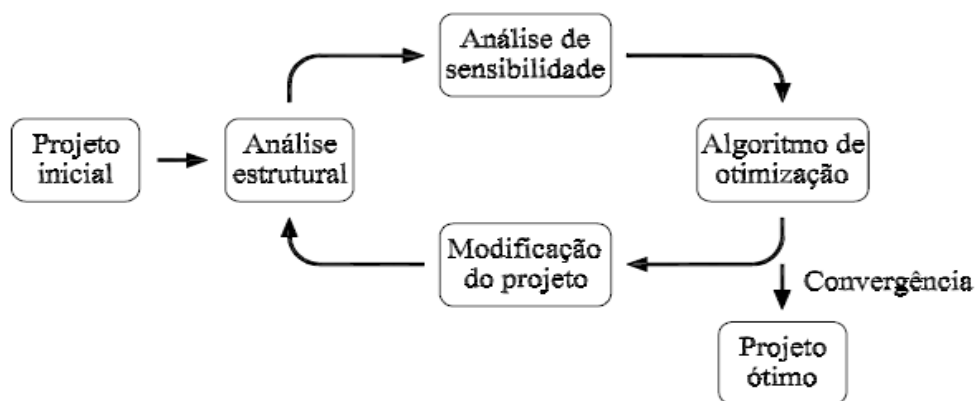 Análise de
sensibilidade
Projeto
inicial
Análise
estrutural
Algoritmo de
otimização
Modificação
do projeto
Convergência
Projeto
ótimo